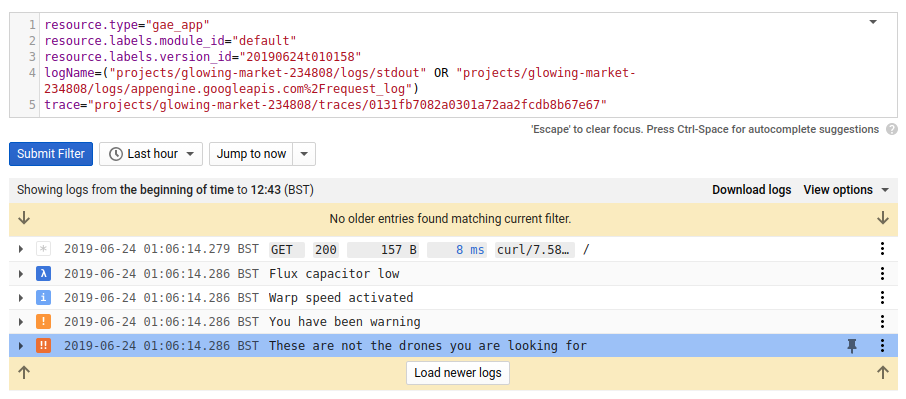 1 resource.type="gae_app"
2 resource.labels.module_id="default"
3 resource.labels.version_id="20190624t010158"
4 logName=("projects/glowing-market-234808/logs/stdout" OR "projects/glowing-market-
234808/logs/appengine.googleapis.com%2Frequest_log")
5 trace="projects/glowing-market-234808/traces/0131fb7082a0301a72aa2fcdb8b67e67"
'Escape' to clear focus. Press Ctrl-Space for autocomplete suggestions ?
Submit Filter Last hour Jump to now
Showing logs from the beginning of time to 12:43 (BST) Download logs View options
No older entries found matching current filter.
* 2019-06-24 01:06:14.279 BST GET 200 157 B 8 ms curl/7.58… /
λ 2019-06-24 01:06:14.286 BST Flux capacitor low
i 2019-06-24 01:06:14.286 BST Warp speed activated
! 2019-06-24 01:06:14.286 BST You have been warning
!! 2019-06-24 01:06:14.286 BST These are not the drones you are looking for
Load newer logs